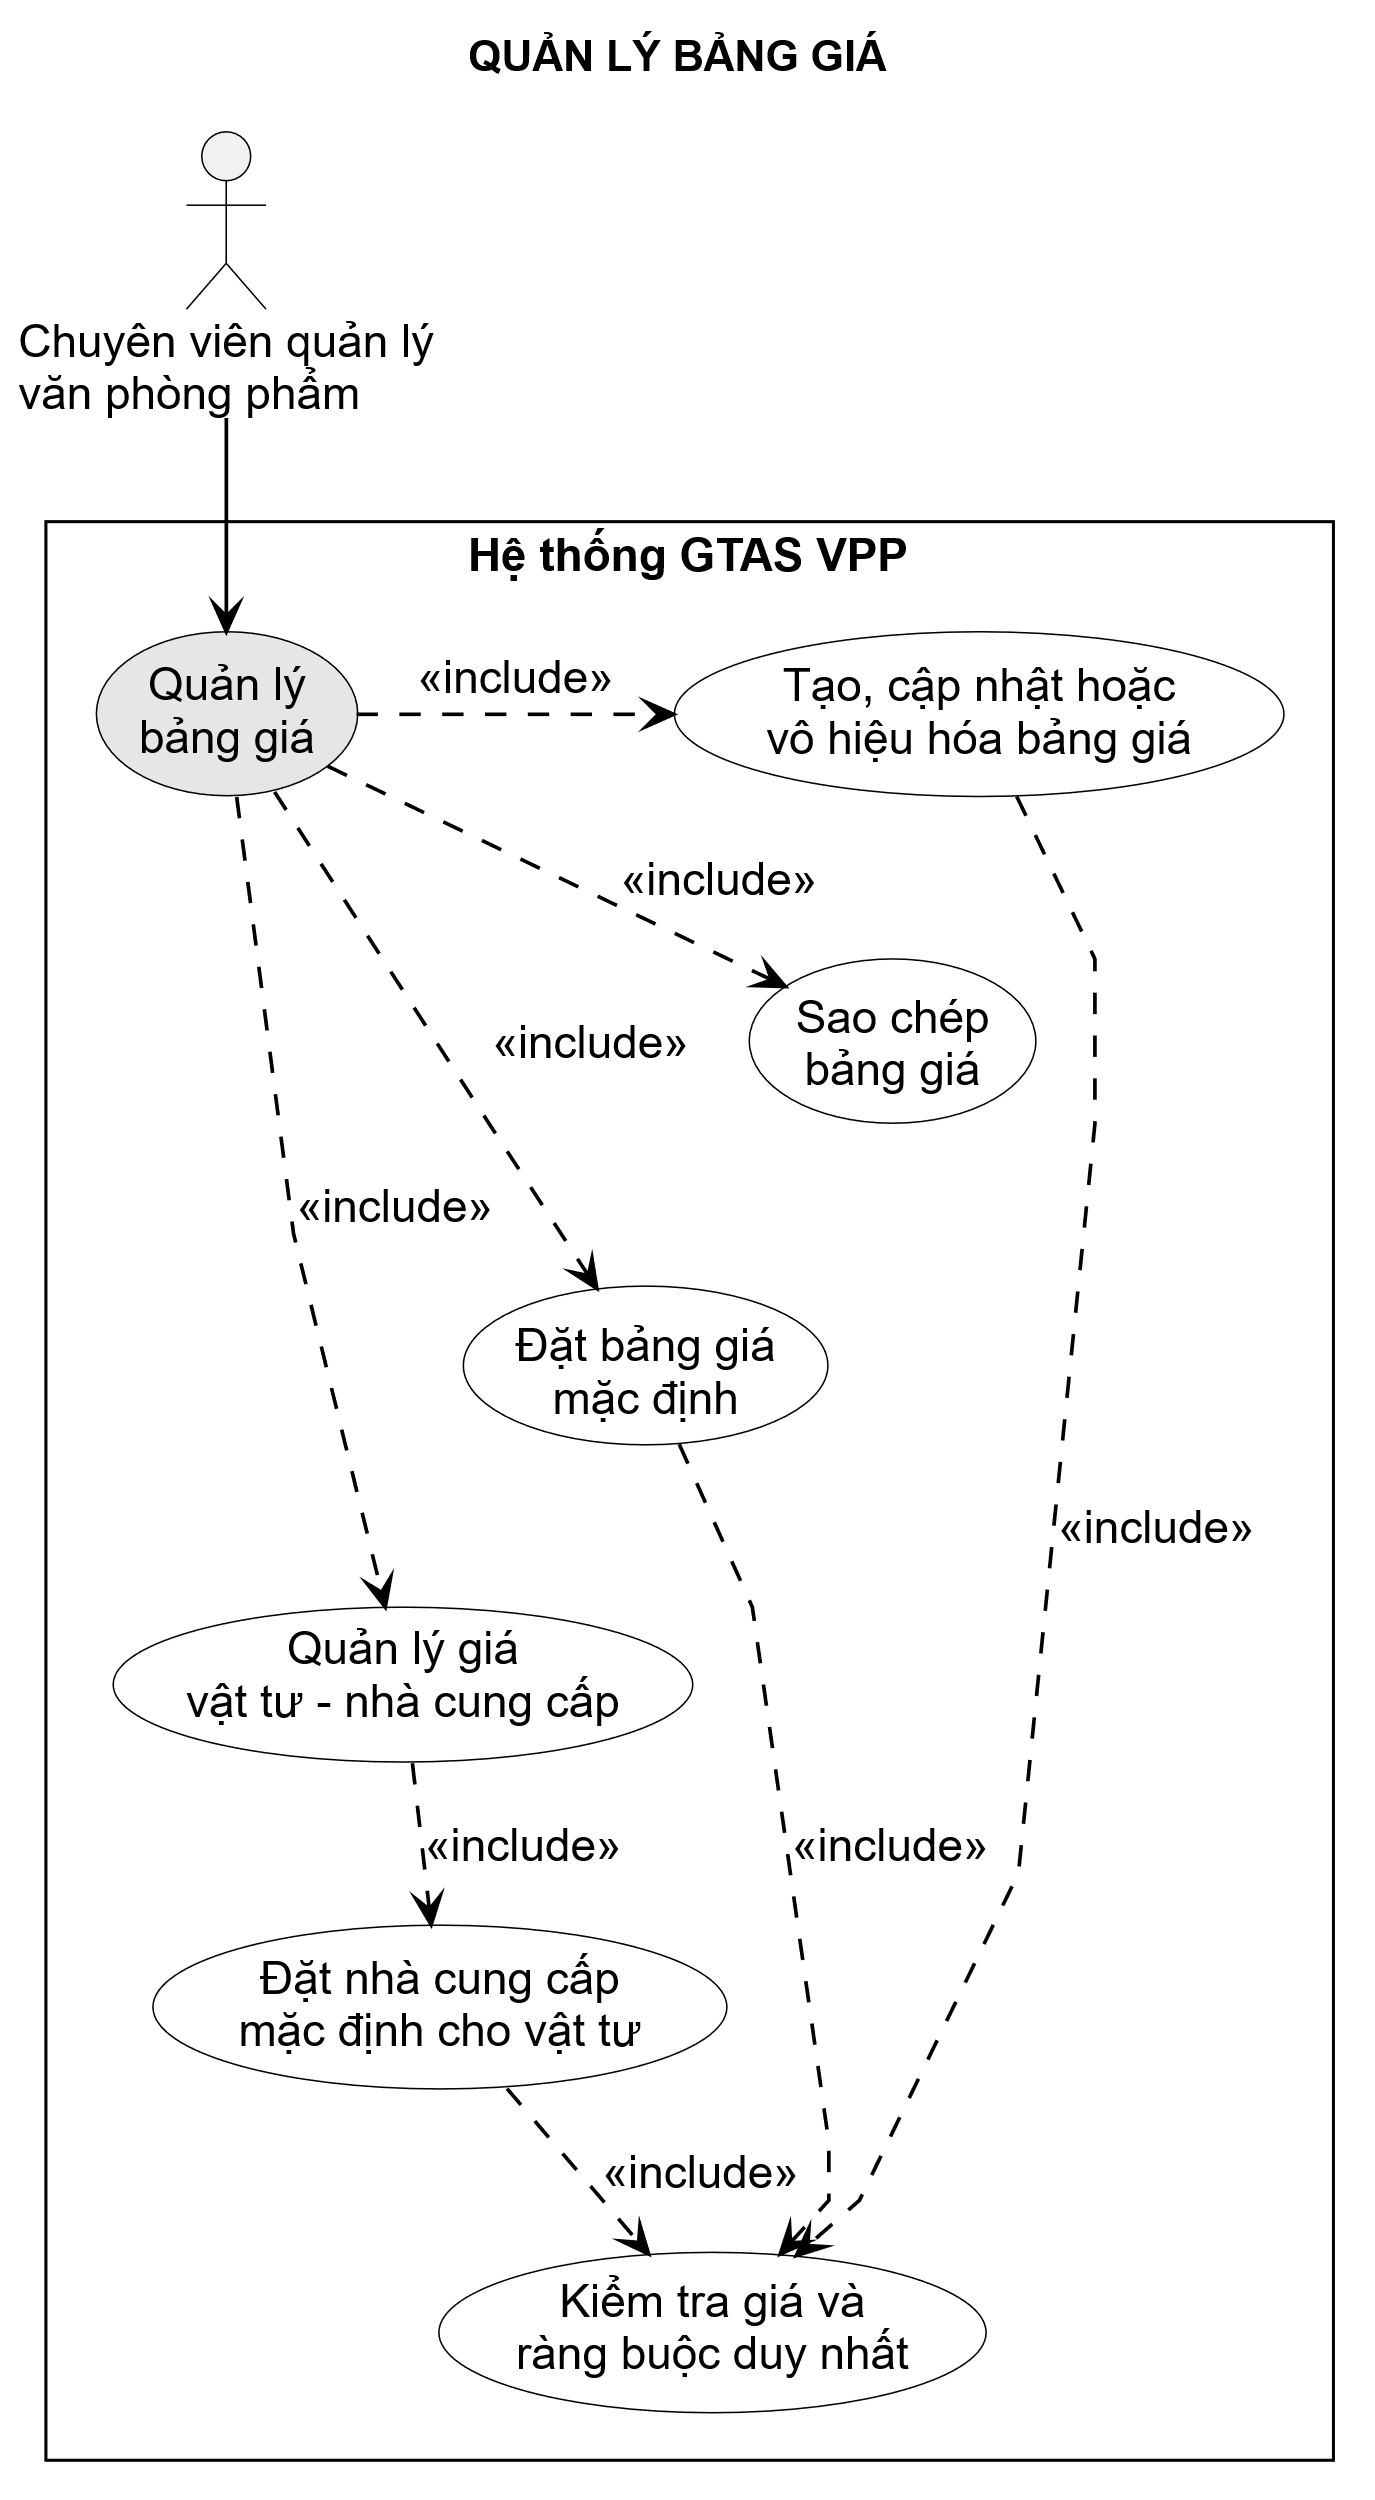 QUẢN LÝ BẢNG GIÁ
Chuyên viên quản lý
văn phòng phẩm
Hệ thống GTAS VPP
Quản lý
bảng giá
«include»
Tạo, cập nhật hoặc
vô hiệu hóa bảng giá
«include»
Sao chép
bảng giá
«include»
«include»
Đặt bảng giá
mặc định
«include»
Quản lý giá
vật tư - nhà cung cấp
«include»
«include»
Đặt nhà cung cấp
mặc định cho vật tư
«include»
Kiểm tra giá và
ràng buộc duy nhất